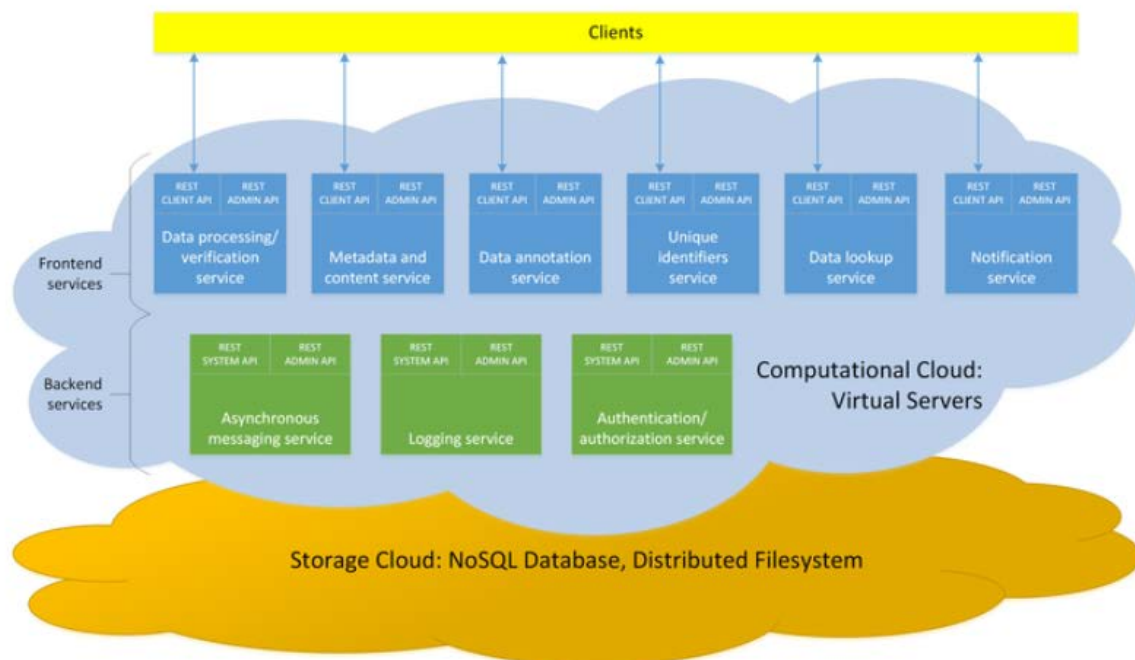 Clients
REST
CLIENT API
REST
ADMIN API
Data processing/
verification
service
REST
CLIENT API
REST
ADMIN API
Metadata and
content service
REST
CLIENT API
REST
ADMIN API
Data annotation
service
REST
CLIENT API
REST
ADMIN API
Unique
identifiers
service
REST
CLIENT API
REST
ADMIN API
Data lookup
service
REST
CLIENT API
REST
ADMIN API
Notification
service
Frontend
services
Backend
services
REST
SYSTEM API
REST
ADMIN API
Asynchronous
messaging service
REST
SYSTEM API
REST
ADMIN API
Logging service
REST
SYSTEM API
REST
ADMIN API
Authentication/
authorization service
Computational Cloud:
Virtual Servers
Storage Cloud: NoSQL Database, Distributed Filesystem